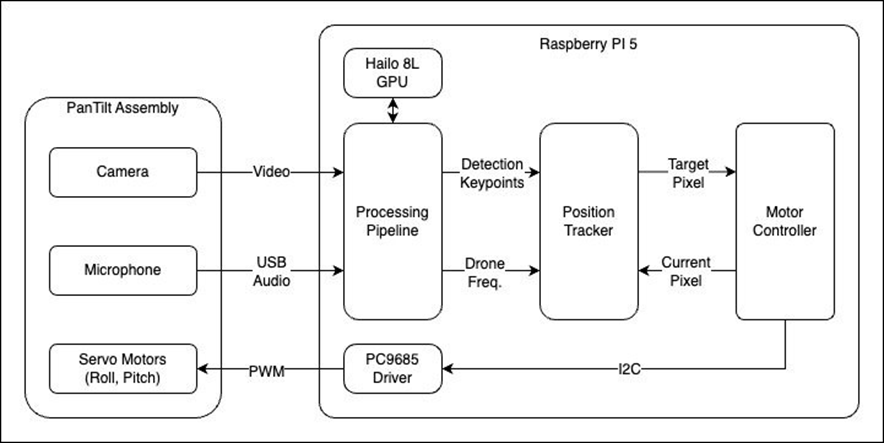 Raspberry PI 5
Hailo 8L
GPU
PanTilt Assembly
Camera
Video
Processing
Pipeline
Detection
Keypoints
Position
Tracker
Target
Pixel
Motor
Controller
Microphone
USB
Audio
Drone
Freq.
Current
Pixel
Servo Motors
(Roll, Pitch)
PWM
PC9685
Driver
I2C